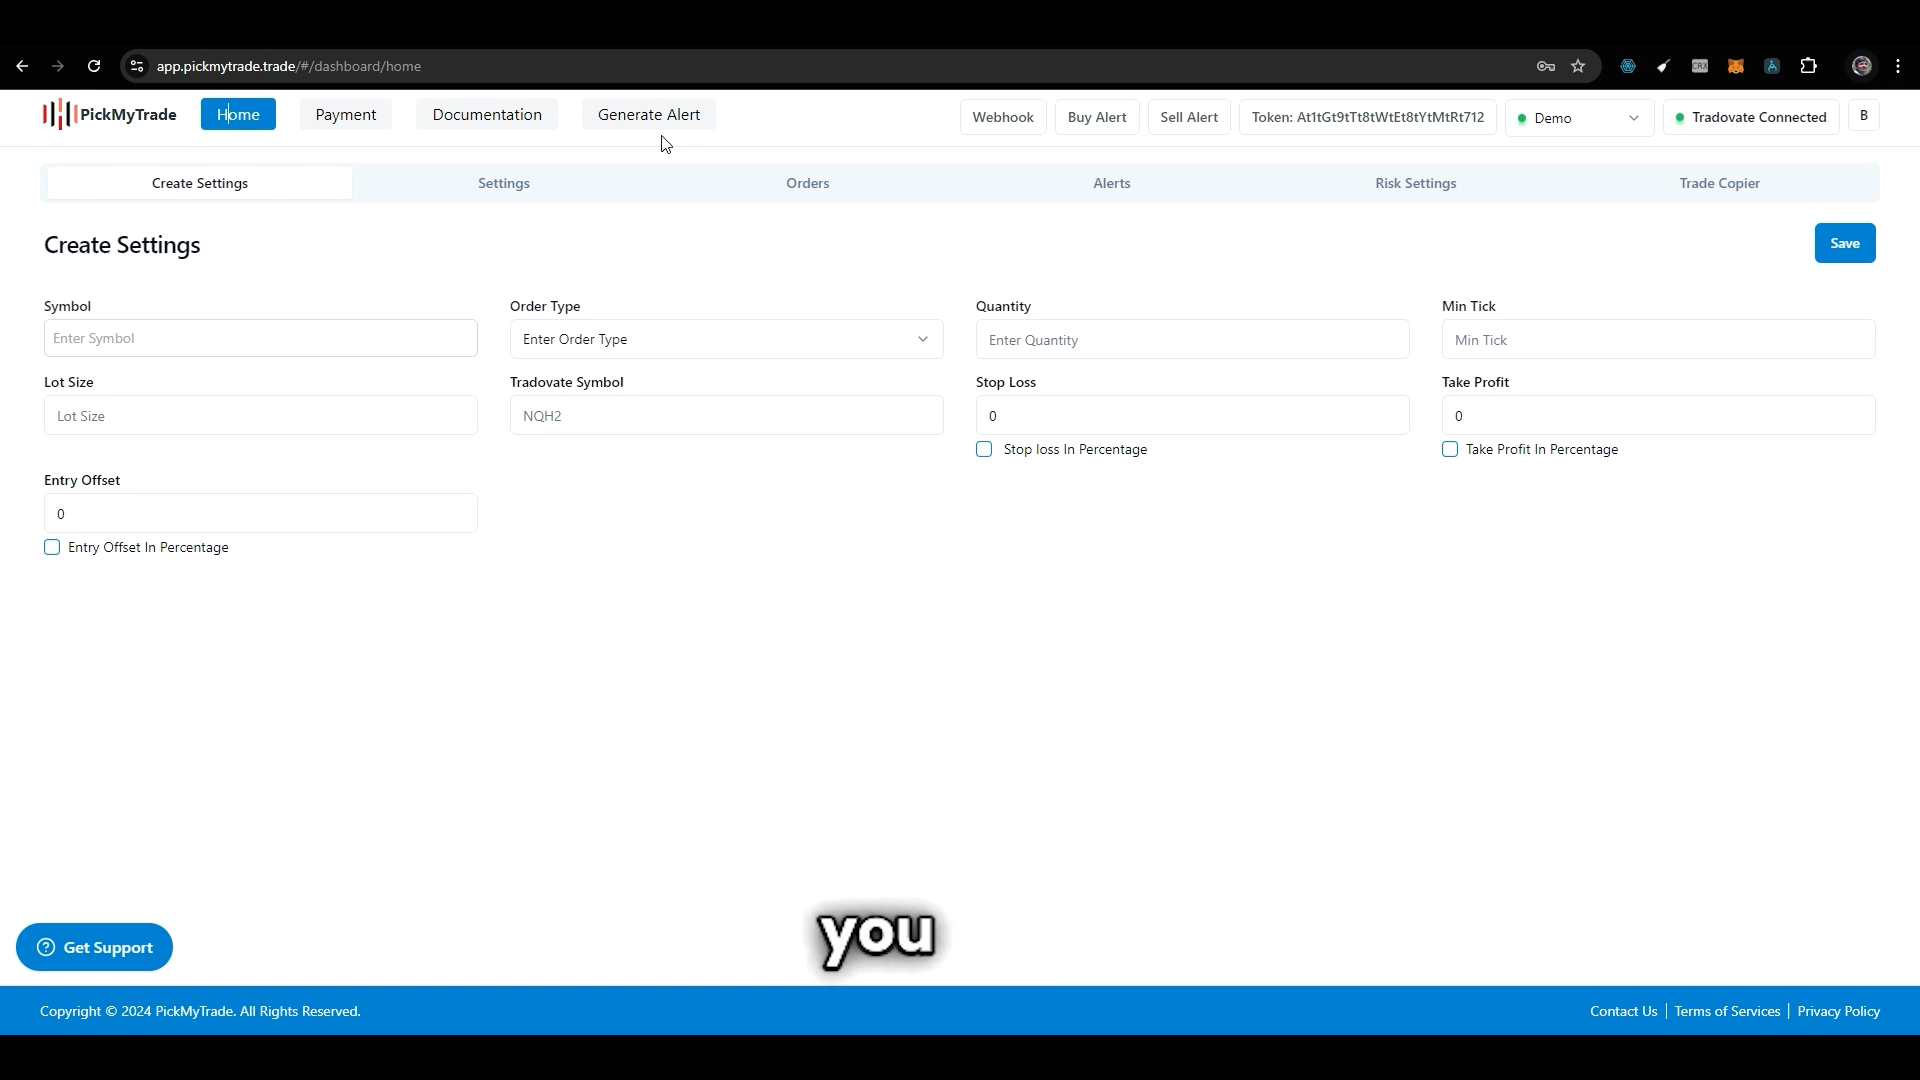 app.pickmytrade.trade/#/dashboard/home
CRX
PickMyTrade
Home
Payment
Documentation
Generate Alert
Webhook
Buy Alert
Sell Alert
Token: At1tGt9tTt8tWtEt8tYtMtRt712
Demo
Tradovate Connected
B
Create Settings
Settings
Orders
Alerts
Risk Settings
Trade Copier
Create Settings
Save
Symbol
Order Type
Quantity
Min Tick
Enter Symbol
Enter Order Type
Enter Quantity
Min Tick
Lot Size
Tradovate Symbol
Stop Loss
Take Profit
Lot Size
NQH2
0
0
Stop loss In Percentage
Take Profit In Percentage
Entry Offset
0
Entry Offset In Percentage
you
Get Support
Copyright © 2024 PickMyTrade. All Rights Reserved.
Contact Us
Terms of Services
Privacy Policy